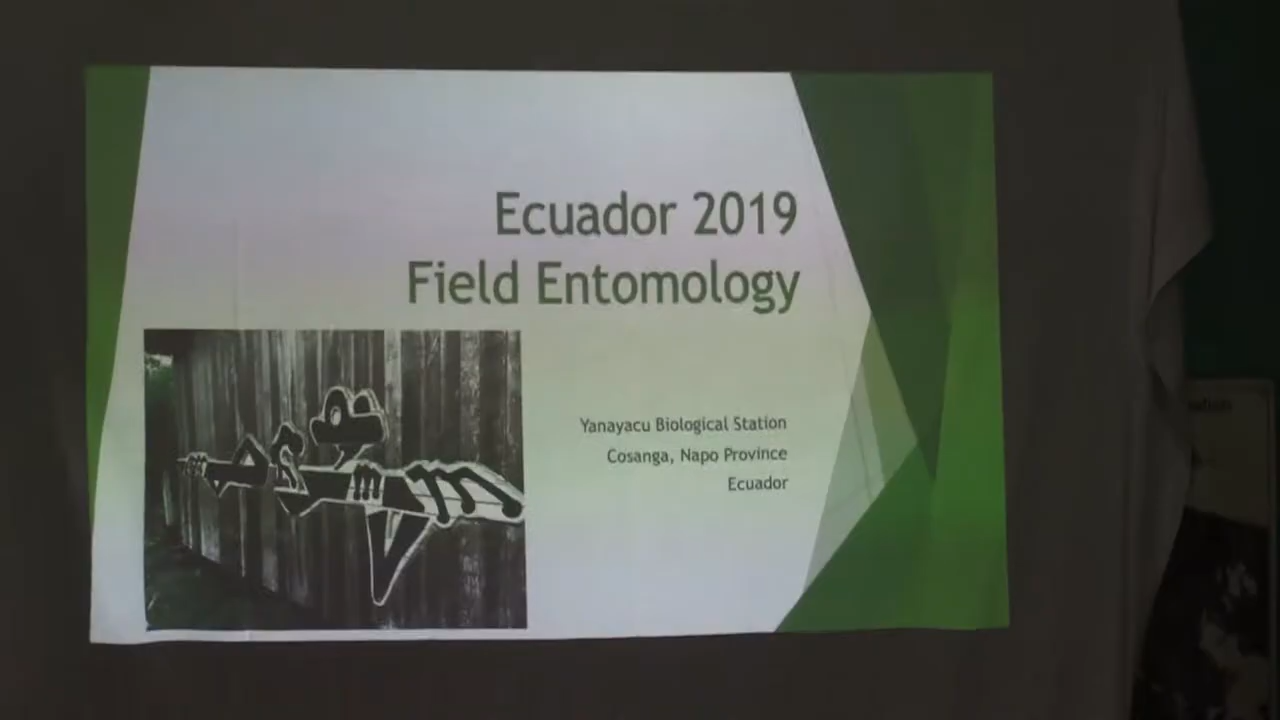 Ecuador 2019
Field Entomology
Yanayacu Biological Station
Cosanga, Napo Province
Ecuador